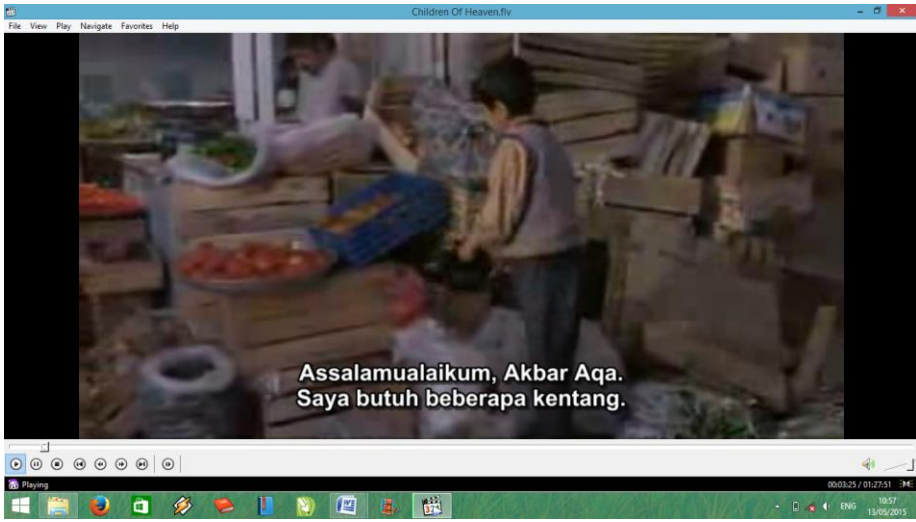 Children Of Heaven.flv
File View Play Navigate Favorites Help
Assalamualaikum, Akbar Aqa.
Saya butuh beberapa kentang.
Playing
00:03:25 / 01:27:51
ENG
10:57
13/05/2015